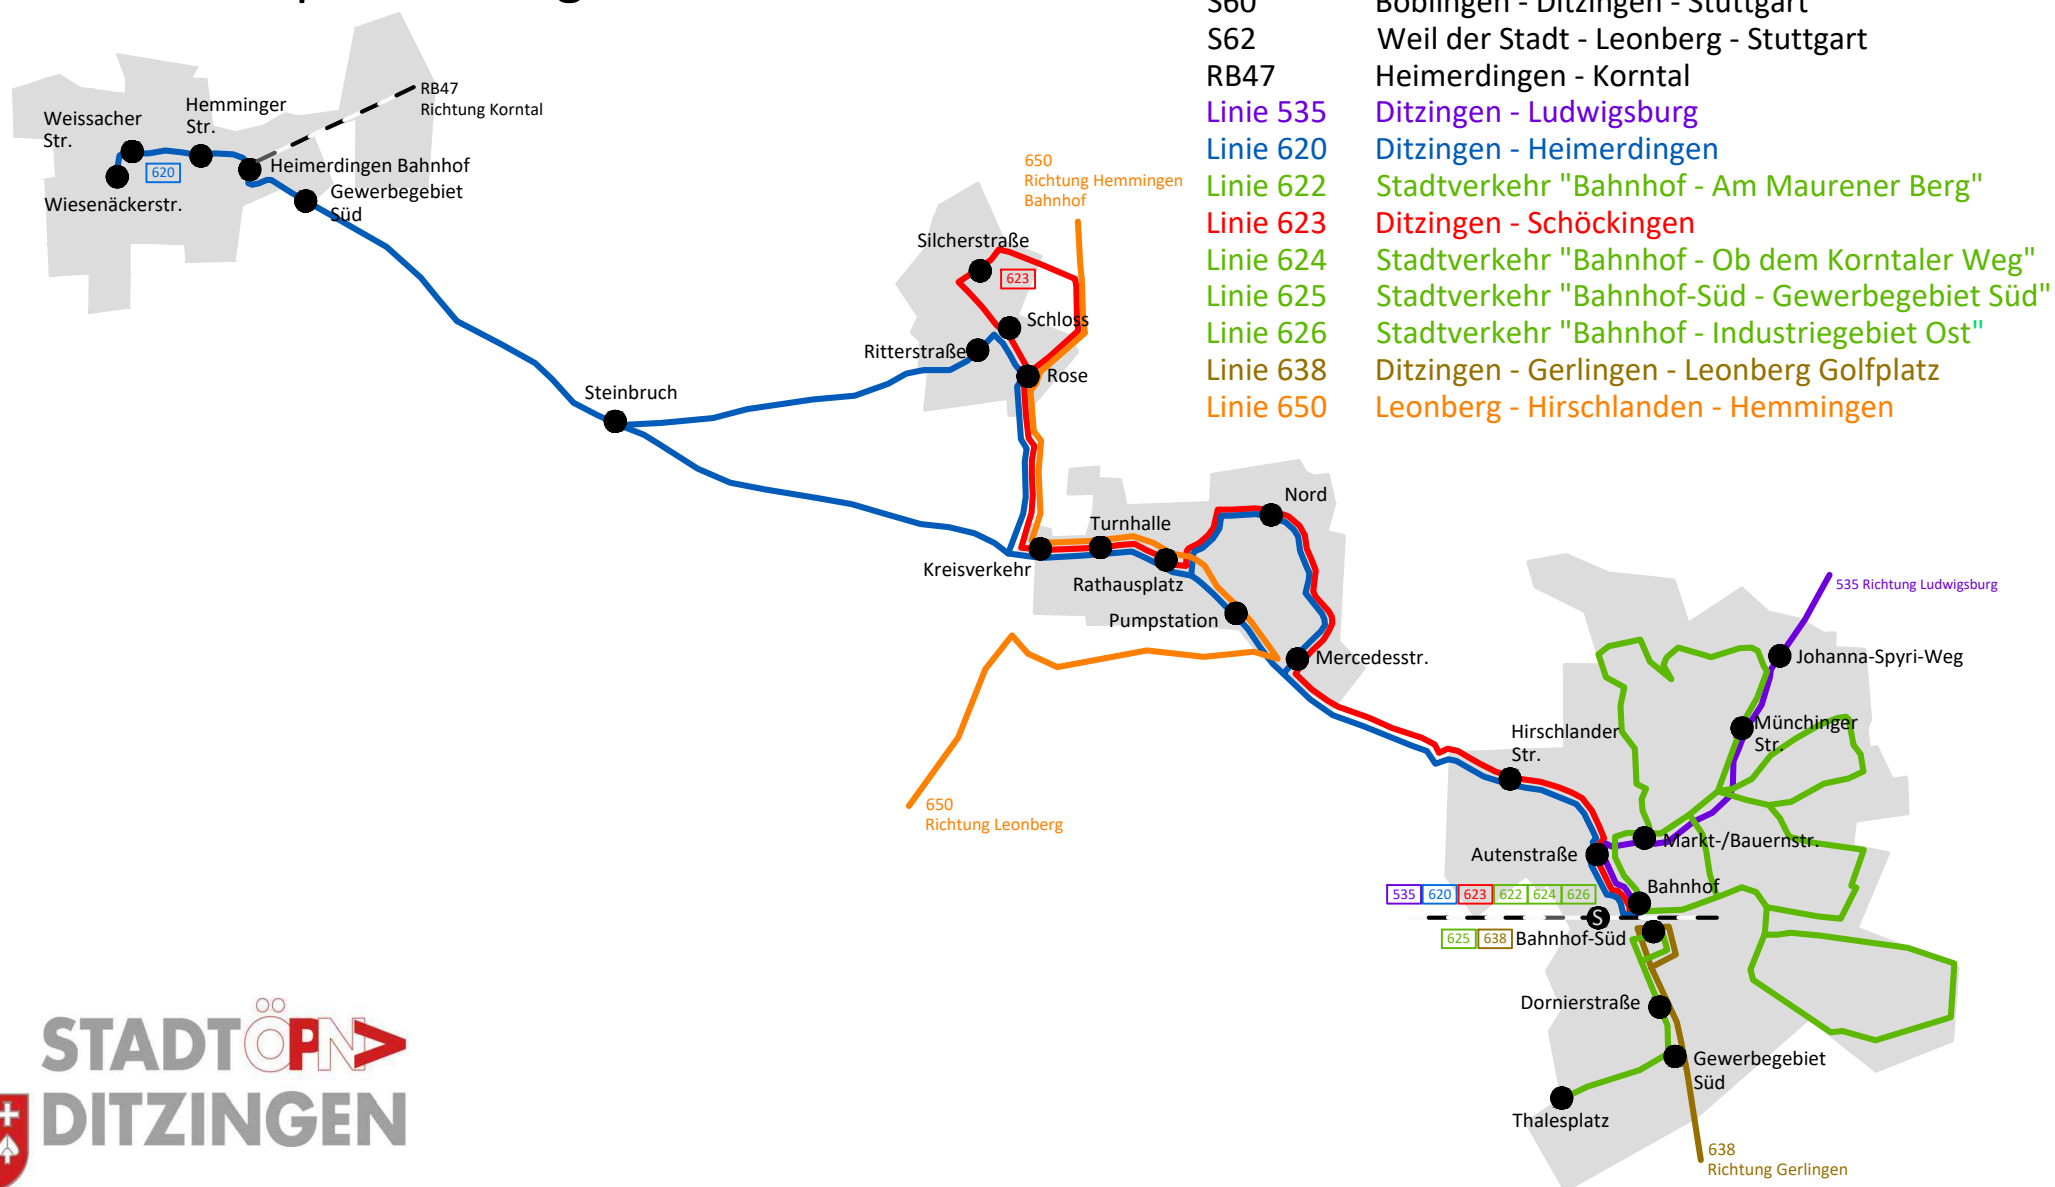 S60 Böblingen - Ditzingen - Stuttgart
S62 Weil der Stadt - Leonberg - Stuttgart
RB47 Heimerdingen - Korntal
Linie 535 Ditzingen - Ludwigsburg
Linie 620 Ditzingen - Heimerdingen
Linie 622 Stadtverkehr "Bahnhof - Am Maurener Berg"
Linie 623 Ditzingen - Schöckingen
Linie 624 Stadtverkehr "Bahnhof - Ob dem Korntaler Weg"
Linie 625 Stadtverkehr "Bahnhof-Süd - Gewerbegebiet Süd"
Linie 626 Stadtverkehr "Bahnhof - Industriegebiet Ost"
Linie 638 Ditzingen - Gerlingen - Leonberg Golfplatz
Linie 650 Leonberg - Hirschlanden - Hemmingen
RB47
Richtung Korntal
Weissacher
Str.
Hemminger
Str.
620
Wiesenäckerstr.
Heimerdingen Bahnhof
Gewerbegebiet
Süd
650
Richtung Hemmingen
Bahnhof
Silcherstraße
623
Schloss
Ritterstraße
Rose
Steinbruch
Nord
Turnhalle
Kreisverkehr
Rathausplatz
Pumpstation
Mercedesstr.
650
Richtung Leonberg
535 Richtung Ludwigsburg
Johanna-Spyri-Weg
Münchinger
Str.
Hirschlander
Str.
Markt-/Bauernstr.
Autenstraße
Bahnhof
535 620 623 622 624 626
S
625 638 Bahnhof-Süd
Dornierstraße
Gewerbegebiet
Süd
Thalesplatz
638
Richtung Gerlingen
STADTÖPNV
DITZINGEN